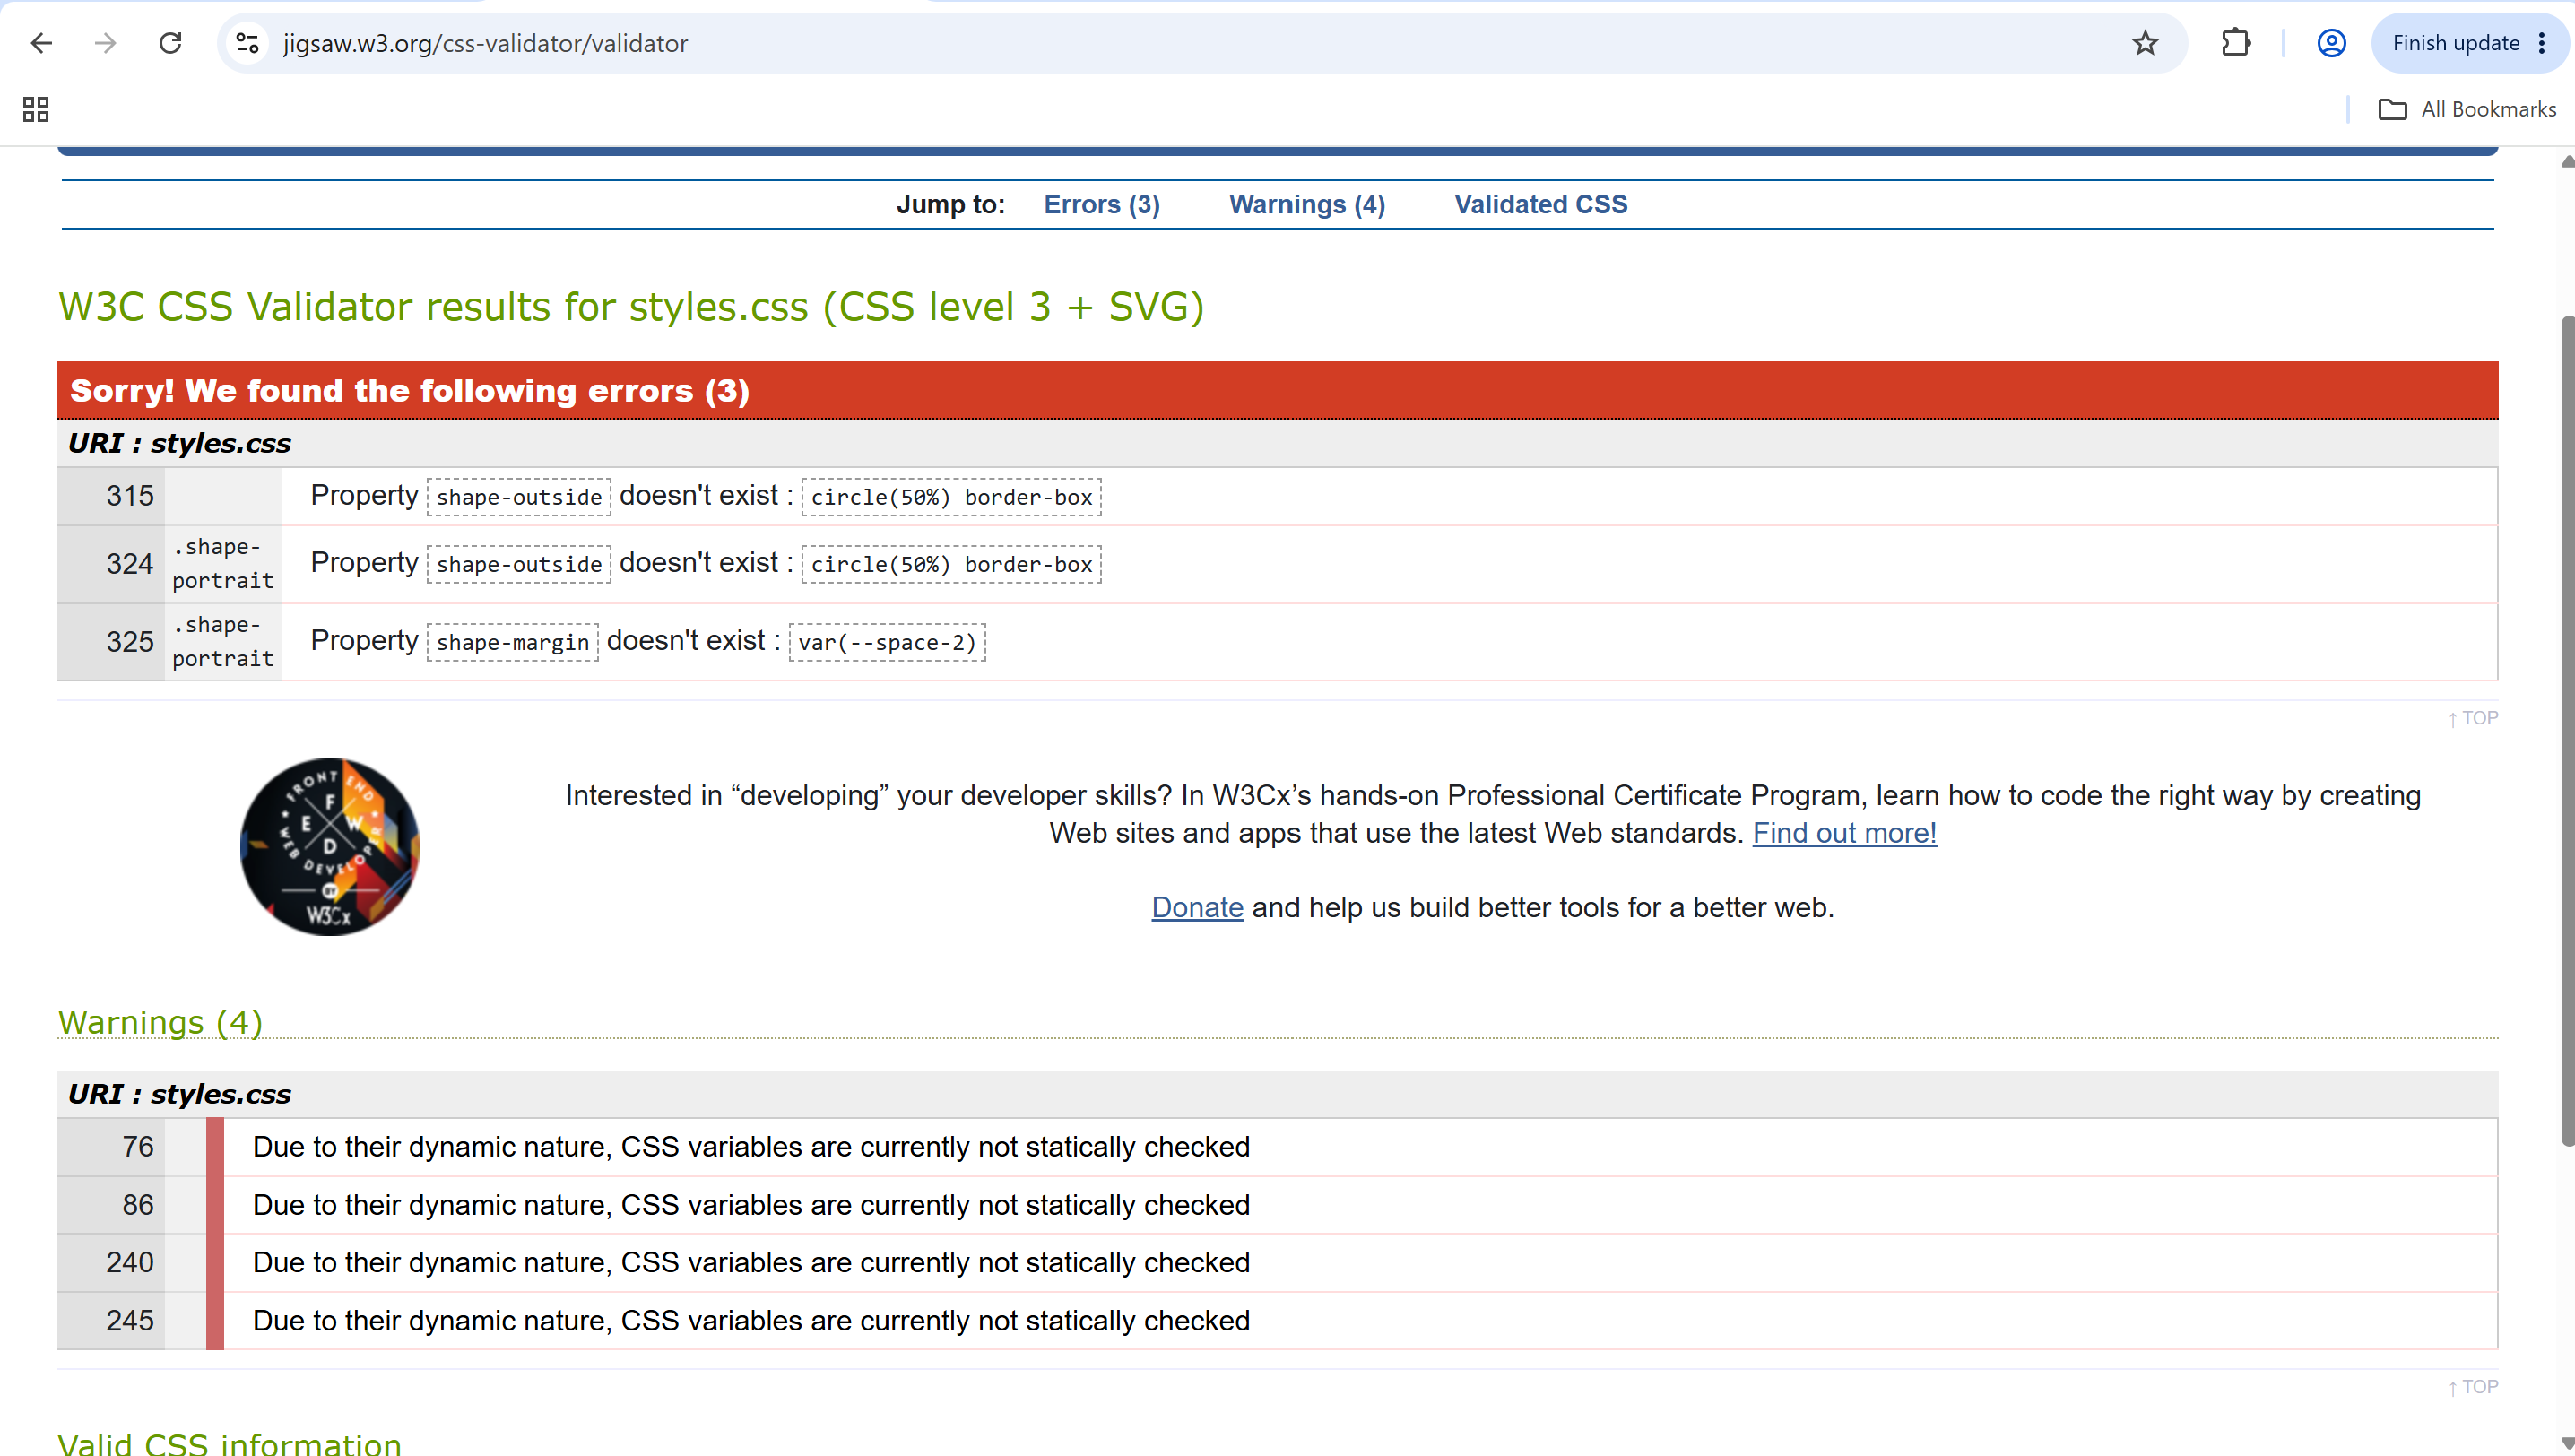 jigsaw.w3.org/css-validator/validator
Finish update
All Bookmarks
Jump to: Errors (3) Warnings (4) Validated CSS
W3C CSS Validator results for styles.css (CSS level 3 + SVG)
Sorry! We found the following errors (3)
URI : styles.css
315 Property shape-outside doesn't exist : circle(50%) border-box
324 .shape-portrait Property shape-outside doesn't exist : circle(50%) border-box
325 .shape-portrait Property shape-margin doesn't exist : var(--space-2)
↑ TOP
FRONT END
WEB DEVELOPER
F E W D
BY
W3Cx
Interested in “developing” your developer skills? In W3Cx’s hands-on Professional Certificate Program, learn how to code the right way by creating
Web sites and apps that use the latest Web standards. Find out more!
Donate and help us build better tools for a better web.
Warnings (4)
URI : styles.css
76 Due to their dynamic nature, CSS variables are currently not statically checked
86 Due to their dynamic nature, CSS variables are currently not statically checked
240 Due to their dynamic nature, CSS variables are currently not statically checked
245 Due to their dynamic nature, CSS variables are currently not statically checked
↑ TOP
Valid CSS information